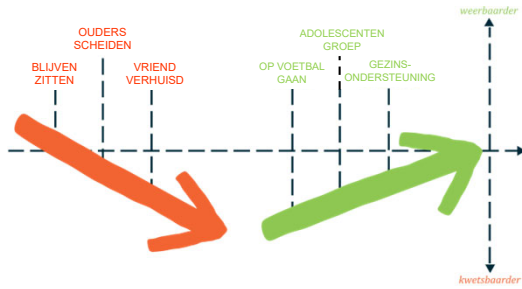 weerbaarder
OUDERS
SCHEIDEN
BLIJVEN
ZITTEN
VRIEND
VERHUISD
ADOLESCENTEN
GROEP
OP VOETBAL
GAAN
GEZINS-
ONDERSTEUNING
kwetsbaarder